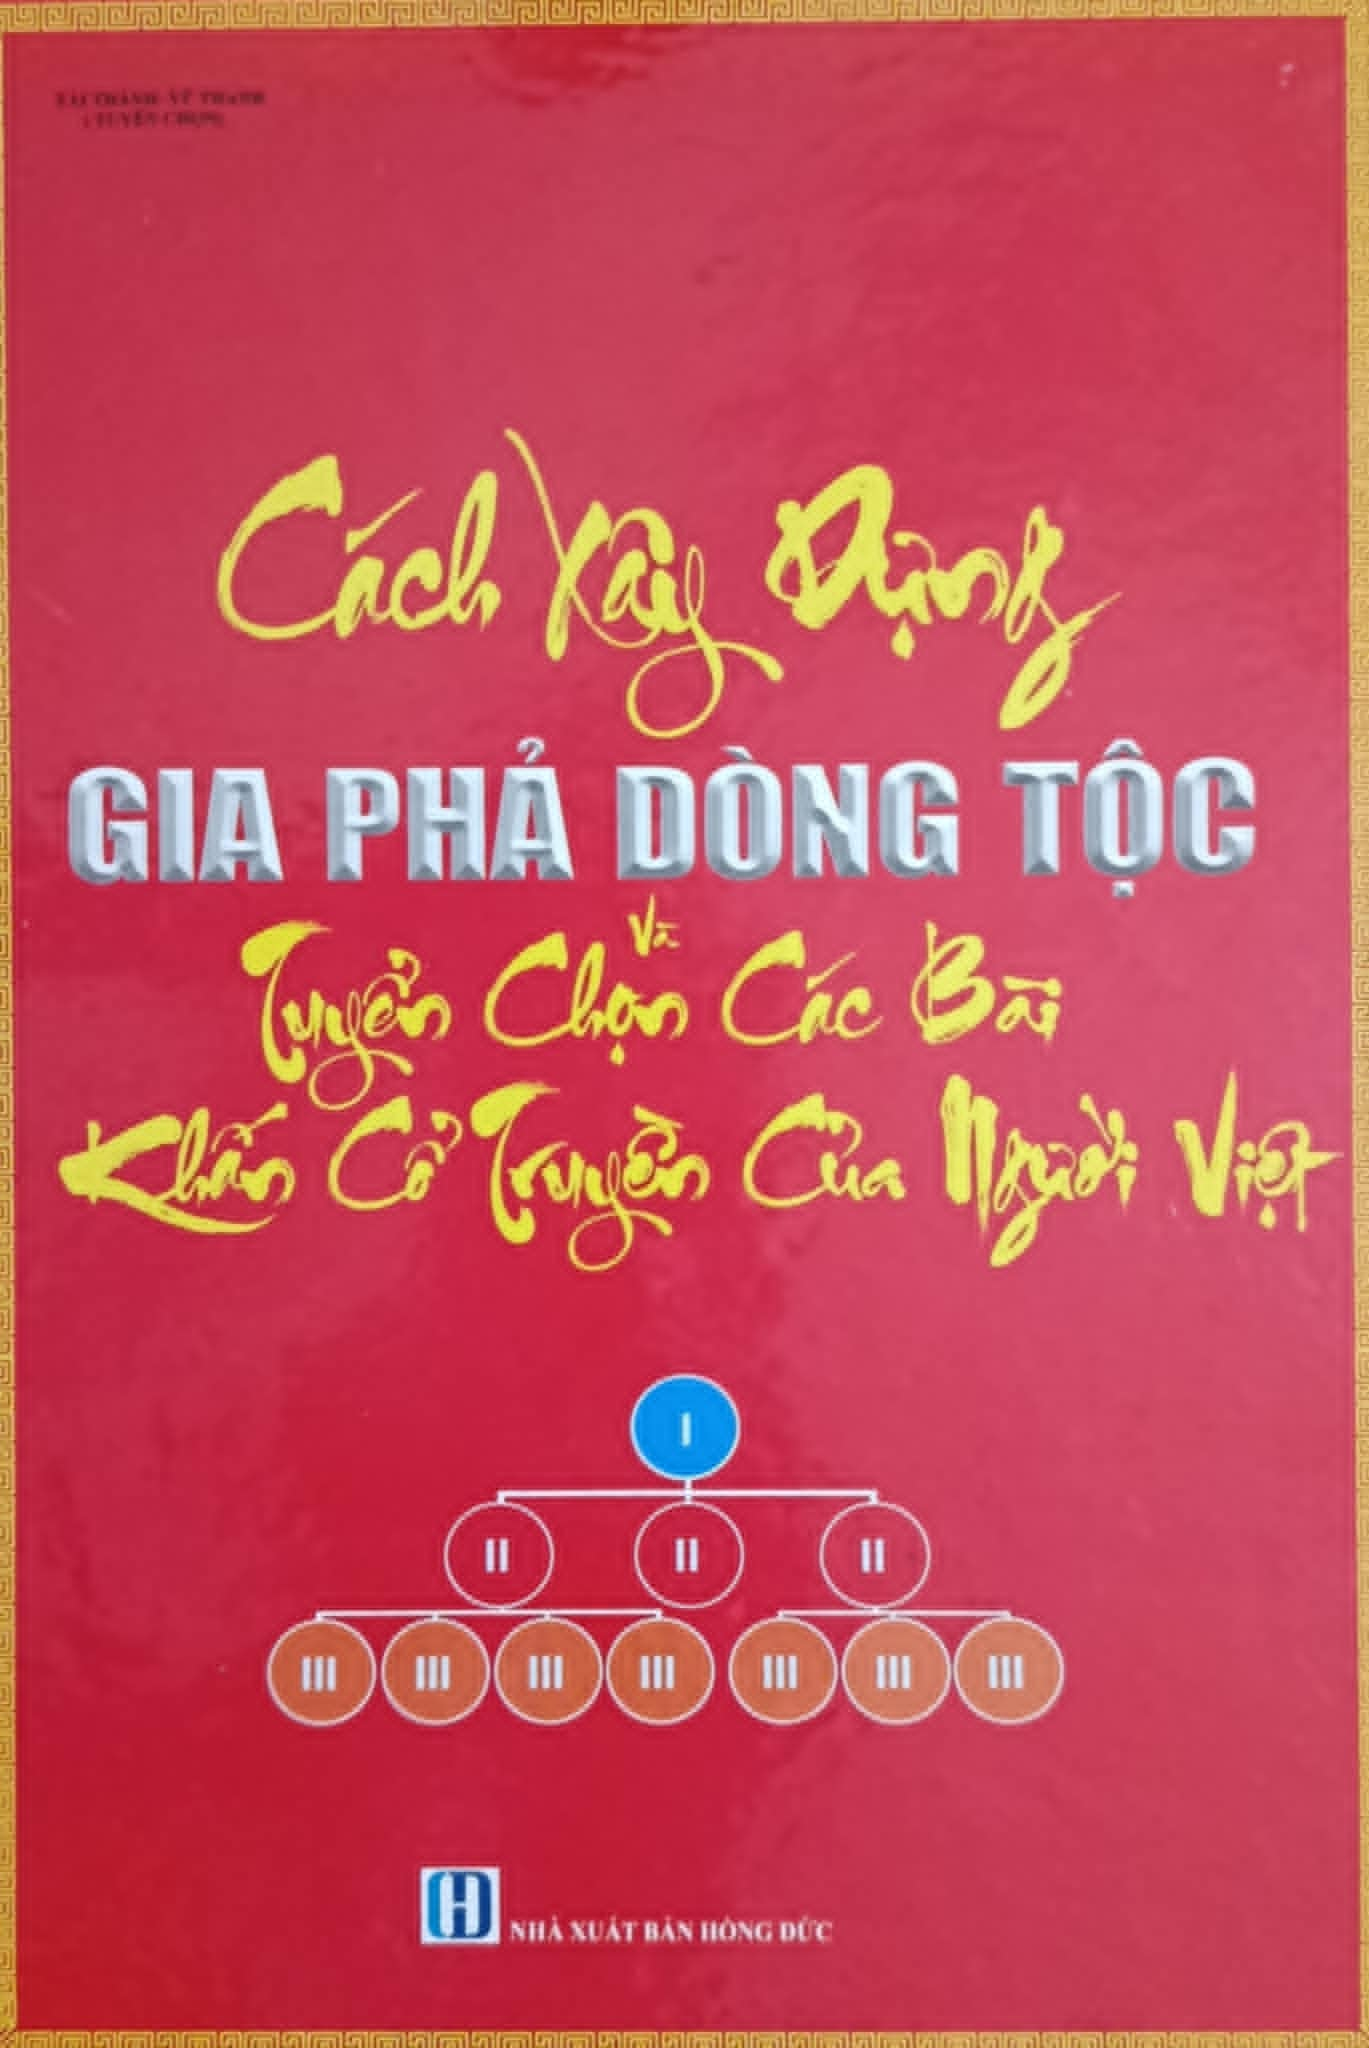 TÀI THÀNH - VŨ THANH
(TUYỂN CHỌN)
Cách Xây Dựng
GIA PHẢ DÒNG TỘC
Và
Tuyển Chọn Các Bài
Khấn Cổ Truyền Của Người Việt
I
II II II
III III III III III III III
NHÀ XUẤT BẢN HỒNG ĐỨC